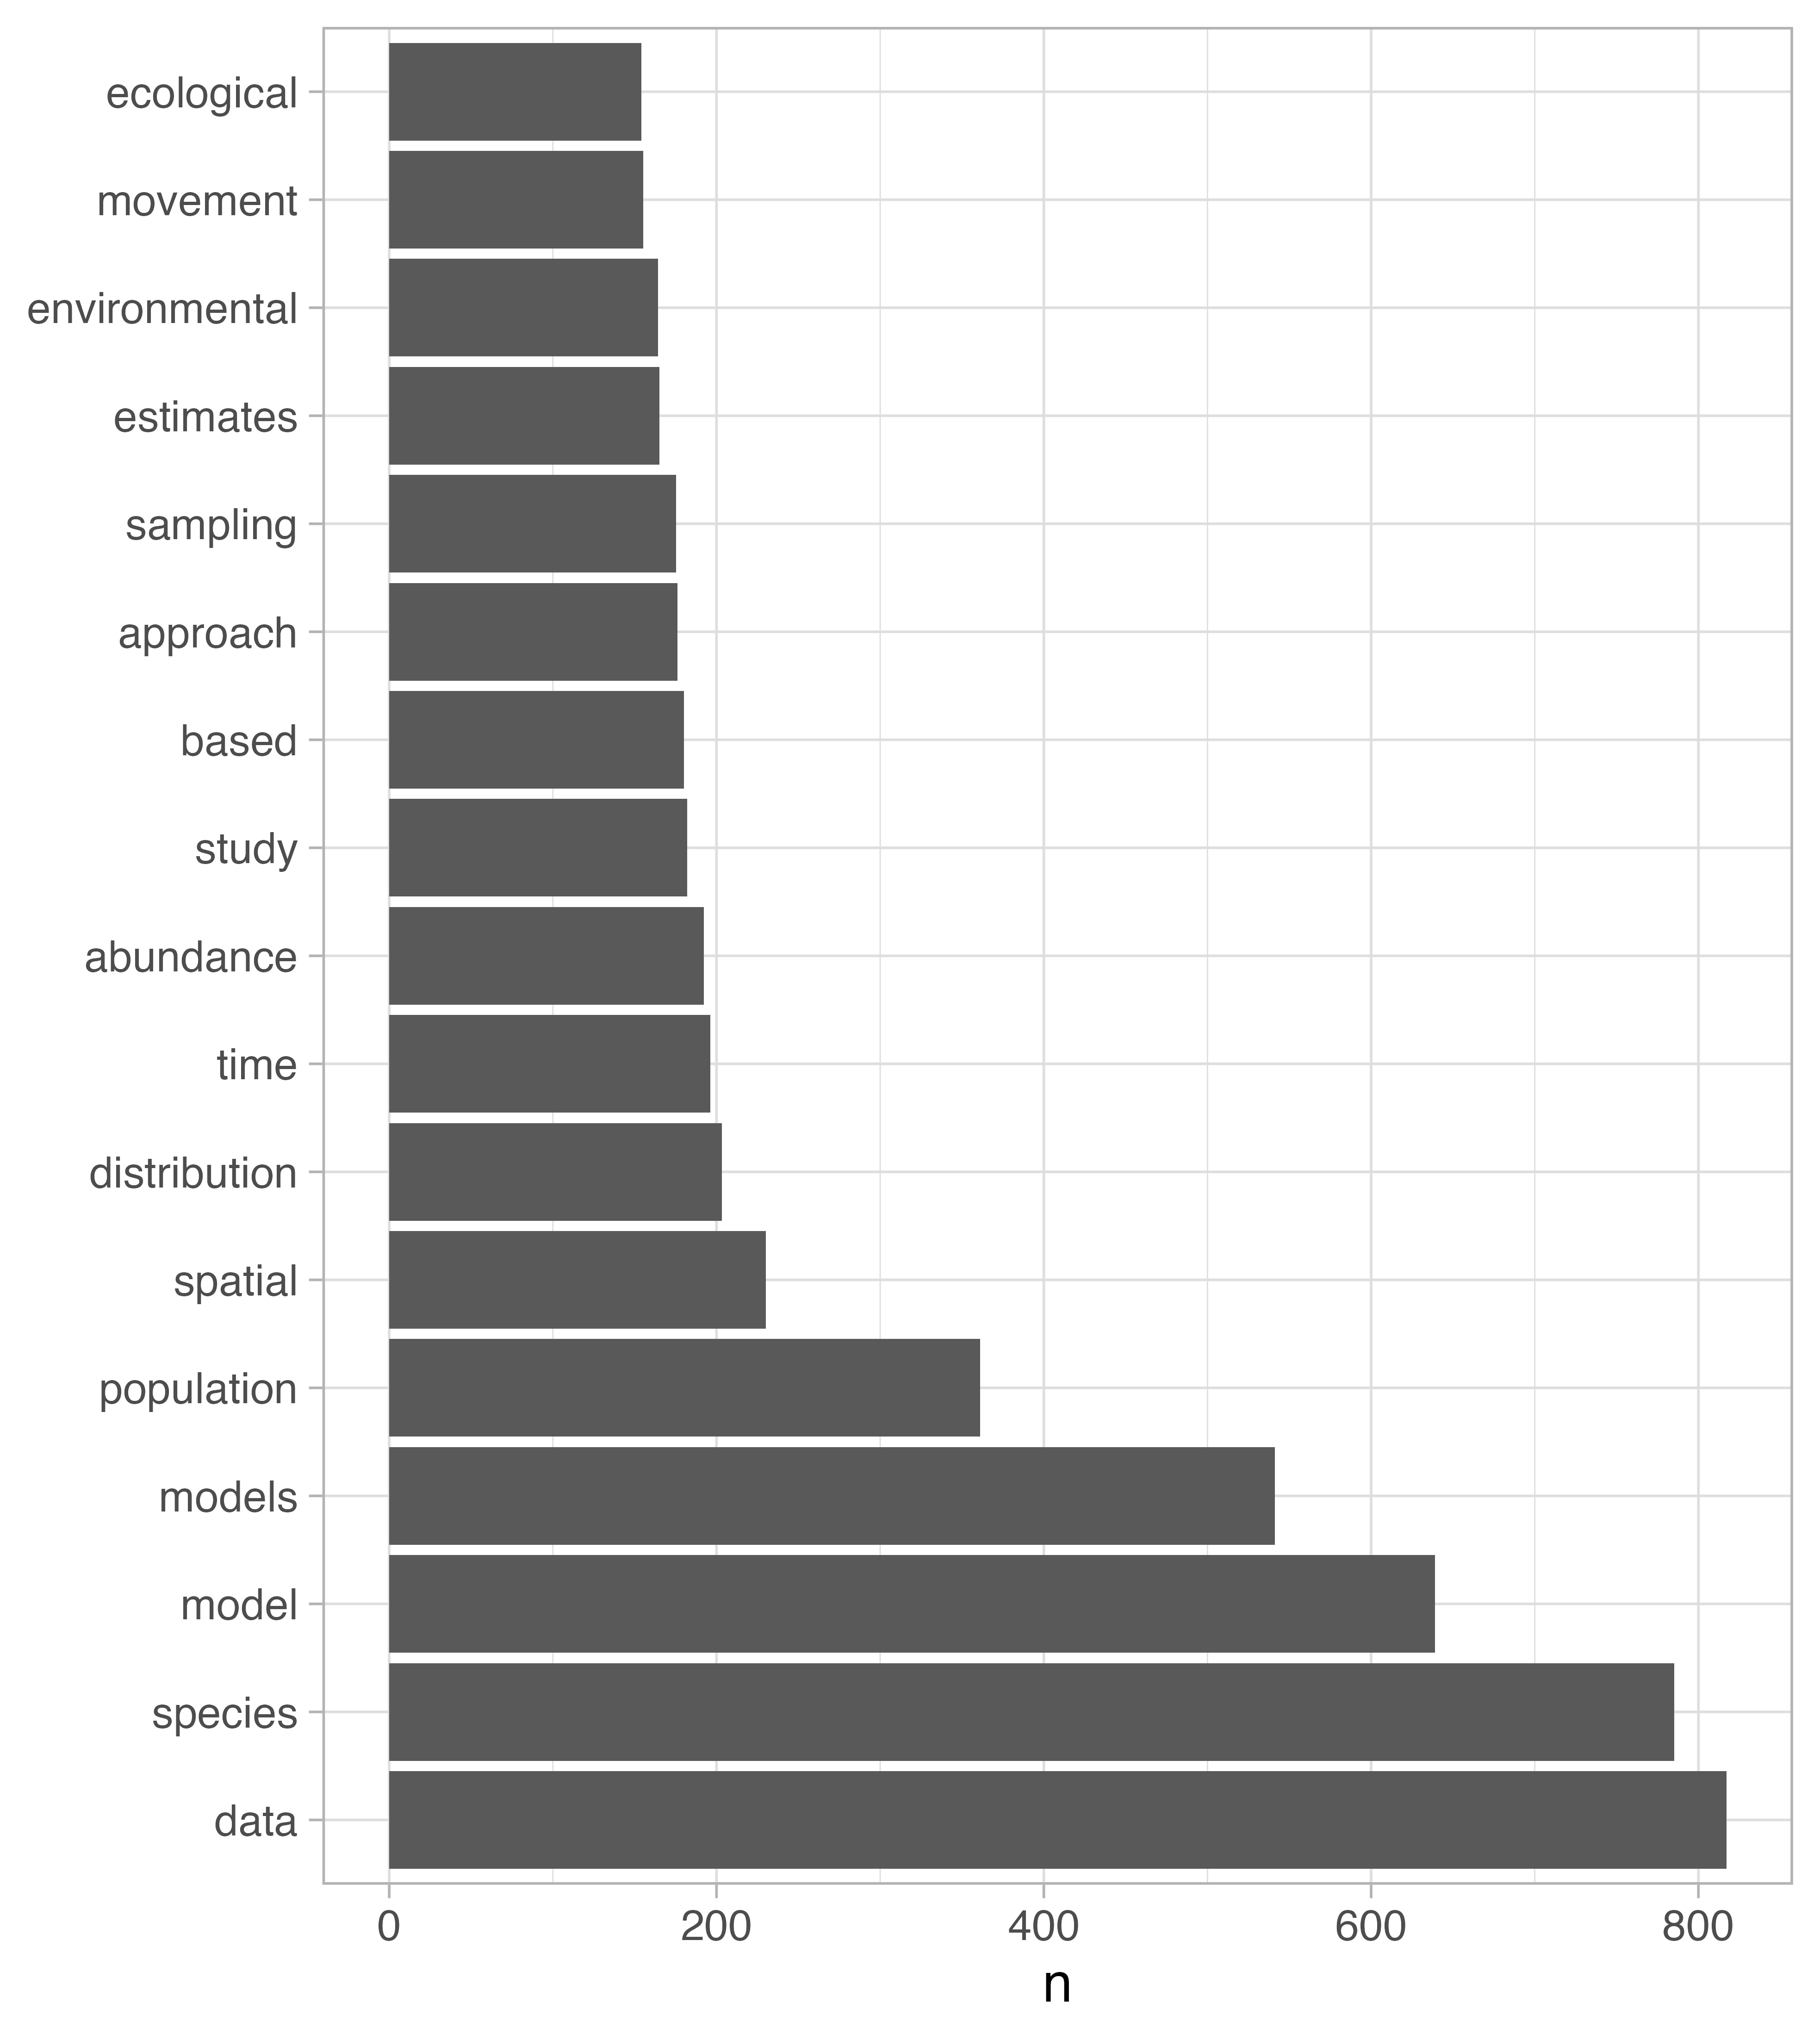 ecological
movement
environmental
estimates
sampling
approach
based
study
abundance
time
distribution
spatial
population
models
model
species
data
0 200 400 600 800
n